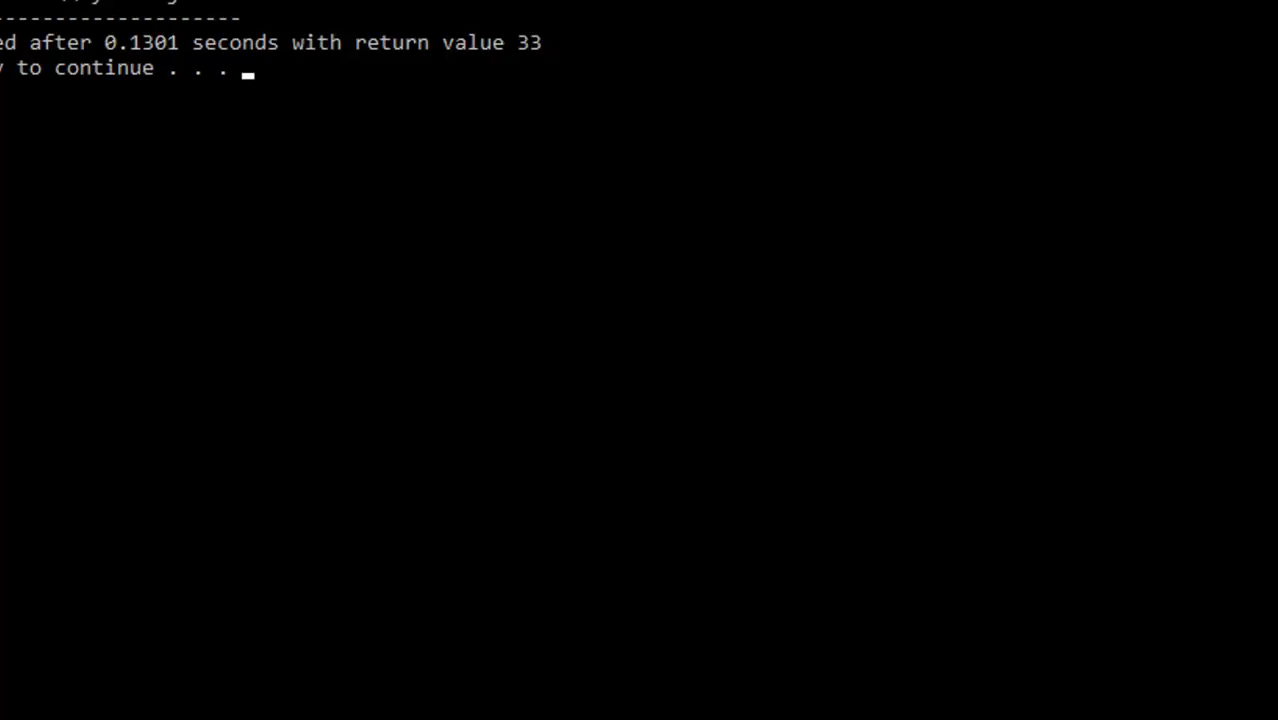 --------------------
ed after 0.1301 seconds with return value 33
y to continue . . .